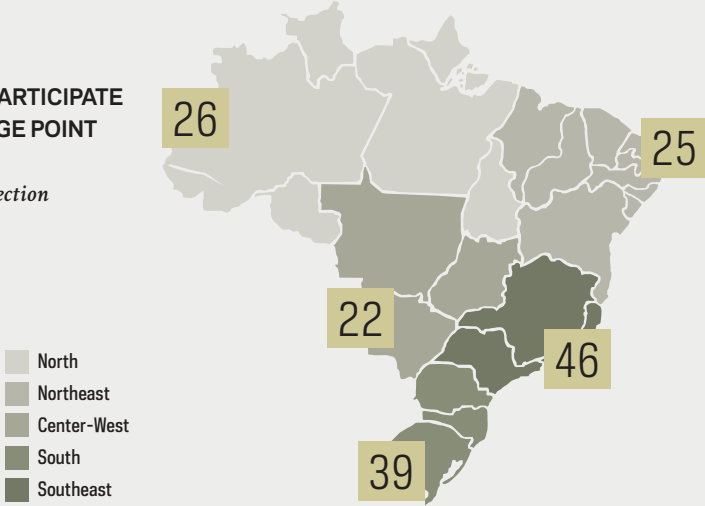 ARTICIPATE
GE POINT
ection
26
25
22
46
39
North
Northeast
Center-West
South
Southeast